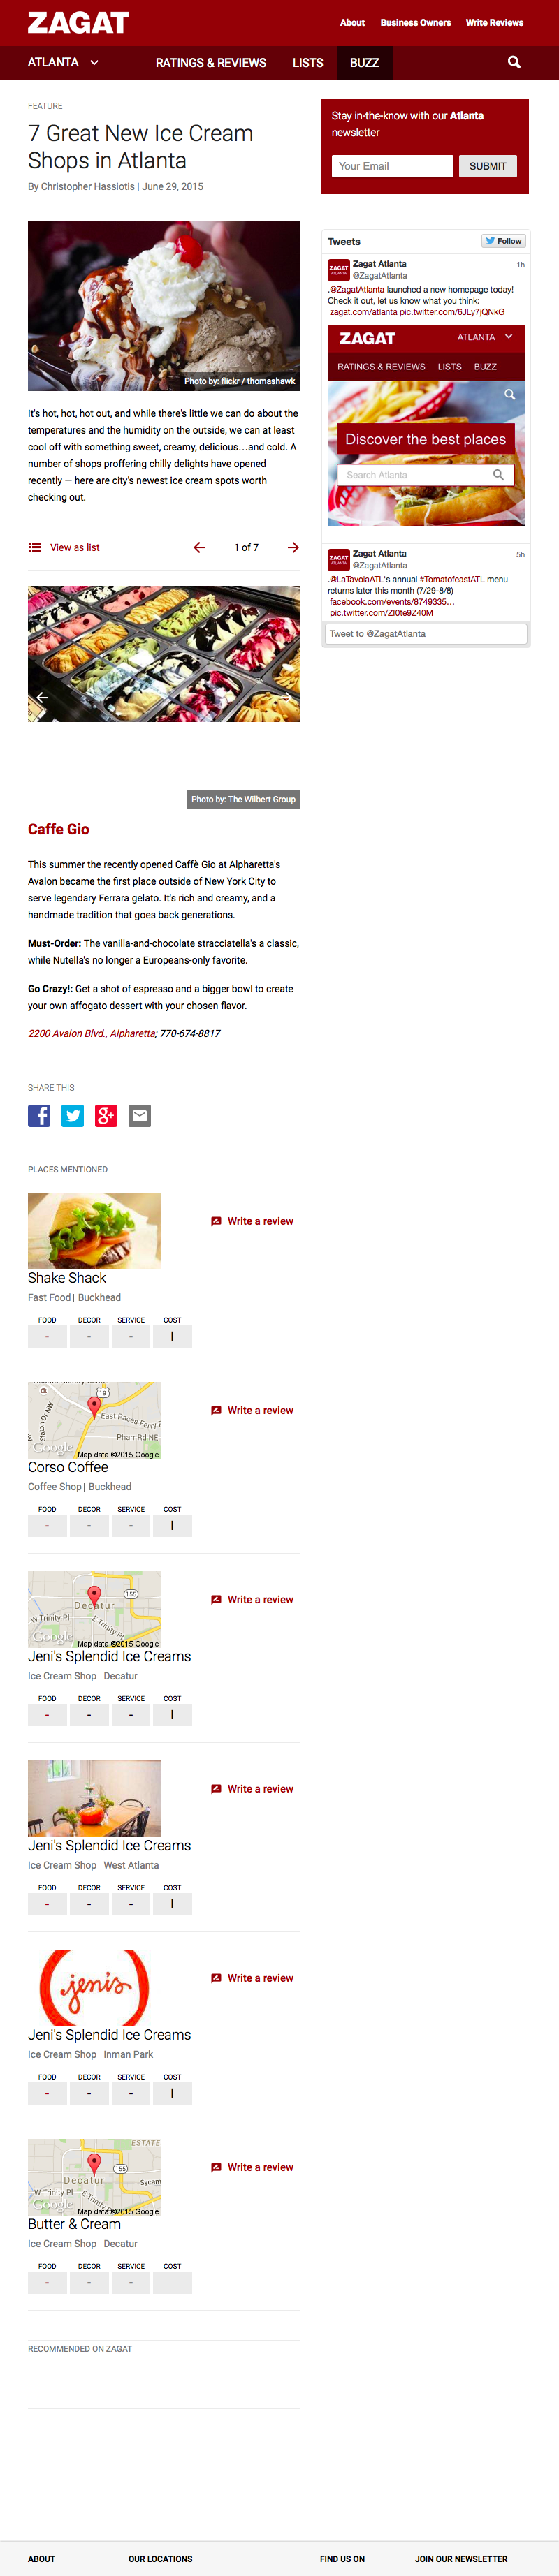 ZAGAT
About Business Owners Write Reviews
ATLANTA RATINGS & REVIEWS LISTS BUZZ
FEATURE
7 Great New Ice Cream
Shops in Atlanta
By Christopher Hassiotis | June 29, 2015
Photo by: flickr / thomashawk
It's hot, hot, hot out, and while there's little we can do about the
temperatures and the humidity on the outside, we can at least
cool off with something sweet, creamy, delicious...and cold. A
number of shops proffering chilly delights have opened
recently — here are city's newest ice cream spots worth
checking out.
View as list 1 of 7
Photo by: The Wilbert Group
Caffe Gio
This summer the recently opened Caffè Gio at Alpharetta's
Avalon became the first place outside of New York City to
serve legendary Ferrara gelato. It's rich and creamy, and a
handmade tradition that goes back generations.
Must-Order: The vanilla-and-chocolate stracciatella's a classic,
while Nutella's no longer a Europeans-only favorite.
Go Crazy!: Get a shot of espresso and a bigger bowl to create
your own affogato dessert with your chosen flavor.
2200 Avalon Blvd., Alpharetta; 770-674-8817
SHARE THIS
f g+
PLACES MENTIONED
Write a review
Shake Shack
Fast Food | Buckhead
FOOD DECOR SERVICE COST
- - - I
19
East Paces Ferry
Pharr Rd NE
Google
Map data ©2015 Google
Write a review
Corso Coffee
Coffee Shop | Buckhead
FOOD DECOR SERVICE COST
- - - I
155
Decatur
W Trinity Pl
E Trinity Pl
Google
Map data ©2015 Google
Write a review
Jeni's Splendid Ice Creams
Ice Cream Shop | Decatur
FOOD DECOR SERVICE COST
- - - I
Write a review
Jeni's Splendid Ice Creams
Ice Cream Shop | West Atlanta
FOOD DECOR SERVICE COST
- - - I
jenis
Write a review
Jeni's Splendid Ice Creams
Ice Cream Shop | Inman Park
FOOD DECOR SERVICE COST
- - - I
ESTATE
155
Decatur
Sycam
W Trinity Pl
E Trinity
Google
Map data ©2015 Google
Write a review
Butter & Cream
Ice Cream Shop | Decatur
FOOD DECOR SERVICE COST
- - -
RECOMMENDED ON ZAGAT
Stay in-the-know with our Atlanta
newsletter
Your Email SUBMIT
Tweets Follow
ZAGAT Zagat Atlanta 1h
@ZagatAtlanta
.@ZagatAtlanta launched a new homepage today!
Check it out, let us know what you think:
zagat.com/atlanta pic.twitter.com/6JLy7jQNkG
ZAGAT ATLANTA
RATINGS & REVIEWS LISTS BUZZ
Discover the best places
Search Atlanta
ZAGAT Zagat Atlanta 5h
@ZagatAtlanta
.@LaTavolaATL's annual #TomatofeastATL menu
returns later this month (7/29-8/8)
facebook.com/events/8749335...
pic.twitter.com/ZI0te9Z40M
Tweet to @ZagatAtlanta
ABOUT OUR LOCATIONS FIND US ON JOIN OUR NEWSLETTER